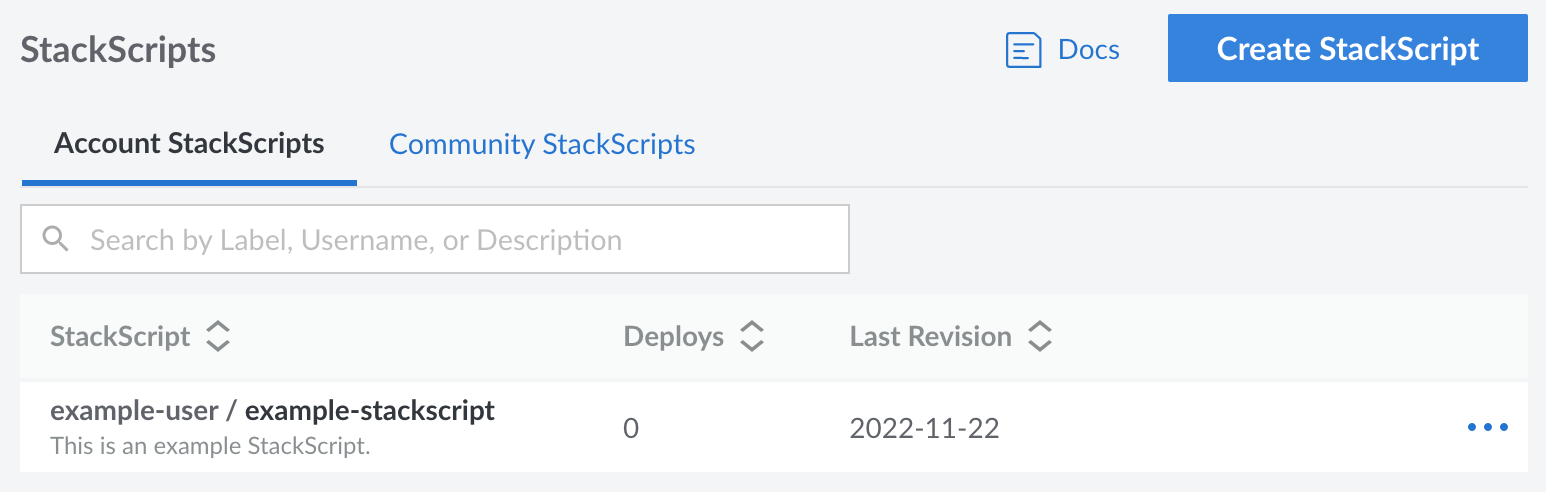 StackScripts
Docs
Create StackScript
Account StackScripts
Community StackScripts
Search by Label, Username, or Description
StackScript
Deploys
Last Revision
example-user / example-stackscript
This is an example StackScript.
0
2022-11-22